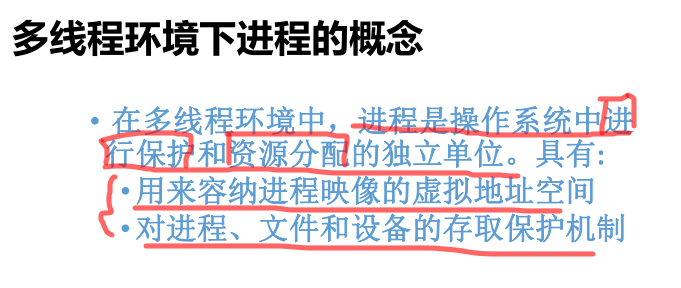 多线程环境下进程的概念
• 在多线程环境中，进程是操作系统中进
行保护和资源分配的独立单位。具有:
• 用来容纳进程映像的虚拟地址空间
• 对进程、文件和设备的存取保护机制